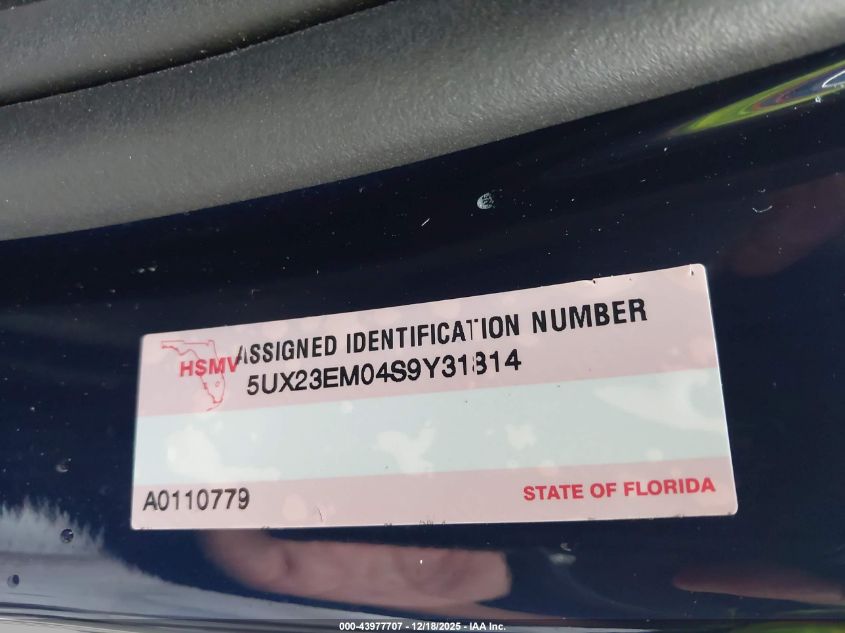 ASSIGNED IDENTIFICATION NUMBER
HSMV
5UX23EM04S9Y31814
A0110779
STATE OF FLORIDA
000-43977707 - 12/18/2025 - IAA Inc.